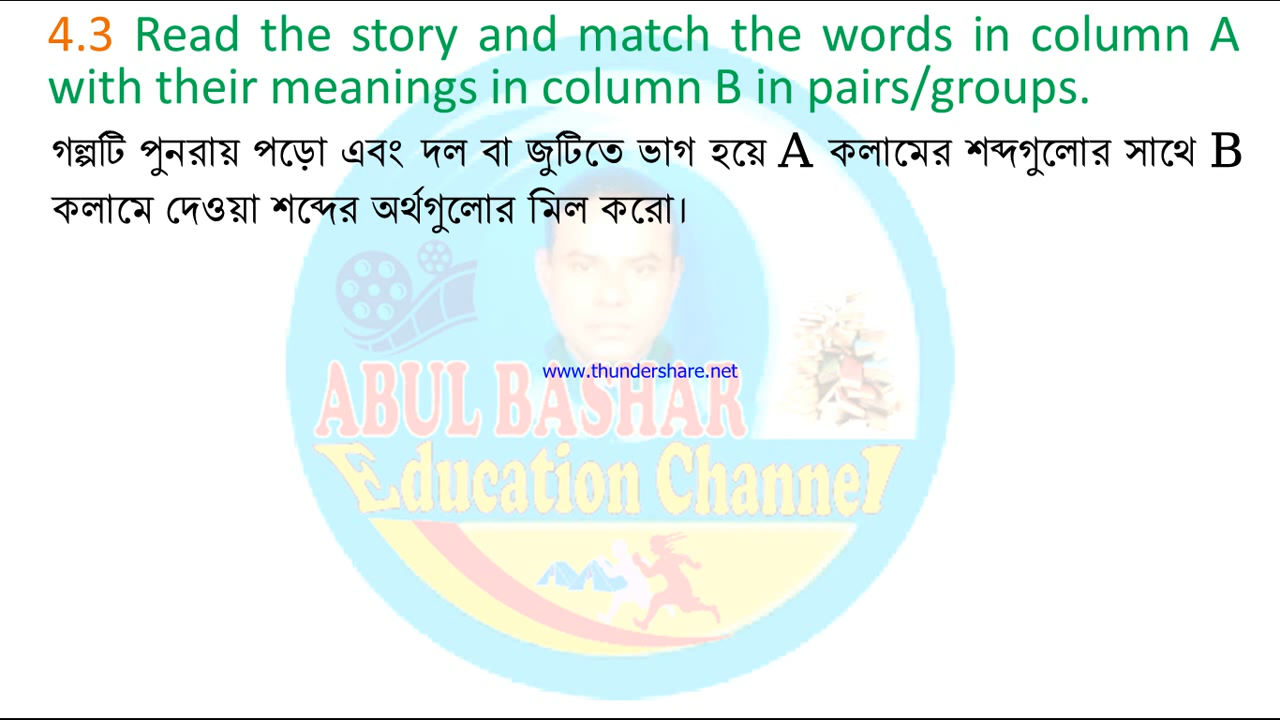 4.3 Read the story and match the words in column A
with their meanings in column B in pairs/groups.
গল্পটি পুনরায় পড়ো এবং দল বা জুটিতে ভাগ হয়ে A কলামের শব্দগুলোর সাথে B
কলামে দেওয়া শব্দের অর্থগুলোর মিল করো।
www.thundershare.net
ABUL BASHAR
Education Channel